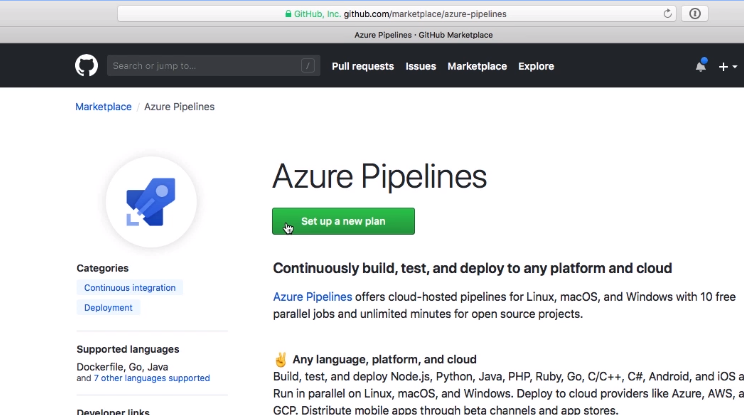 GitHub, Inc. github.com/marketplace/azure-pipelines
Azure Pipelines · GitHub Marketplace
Search or jump to... /
Pull requests Issues Marketplace Explore
Marketplace / Azure Pipelines
Azure Pipelines
Set up a new plan
Categories
Continuous integration
Deployment
Supported languages
Dockerfile, Go, Java
and 7 other languages supported
Developer links
Continuously build, test, and deploy to any platform and cloud
Azure Pipelines offers cloud-hosted pipelines for Linux, macOS, and Windows with 10 free
parallel jobs and unlimited minutes for open source projects.
✌ Any language, platform, and cloud
Build, test, and deploy Node.js, Python, Java, PHP, Ruby, Go, C/C++, C#, Android, and iOS a
Run in parallel on Linux, macOS, and Windows. Deploy to cloud providers like Azure, AWS, a
GCP. Distribute mobile apps through beta channels and app stores.